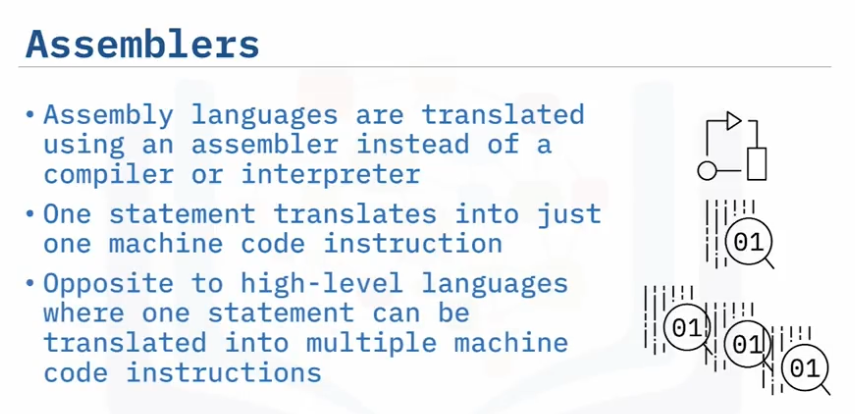 Assemblers
• Assembly languages are translated
using an assembler instead of a
compiler or interpreter
• One statement translates into just
one machine code instruction
• Opposite to high-level languages
where one statement can be
translated into multiple machine
code instructions
01
01
01
01